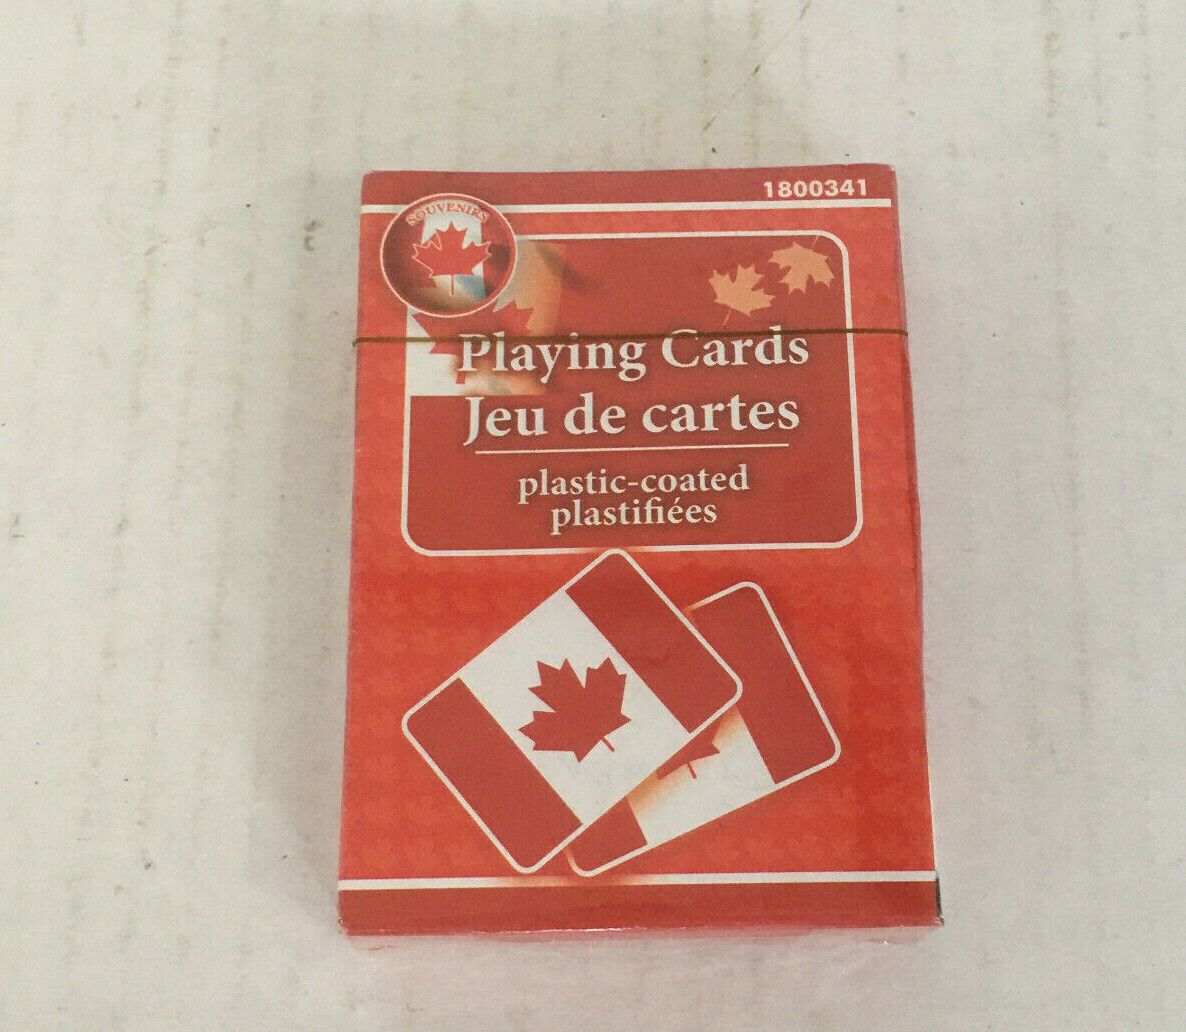 1800341
SOUVENIRS
Playing Cards
Jeu de cartes
plastic-coated
plastifiées